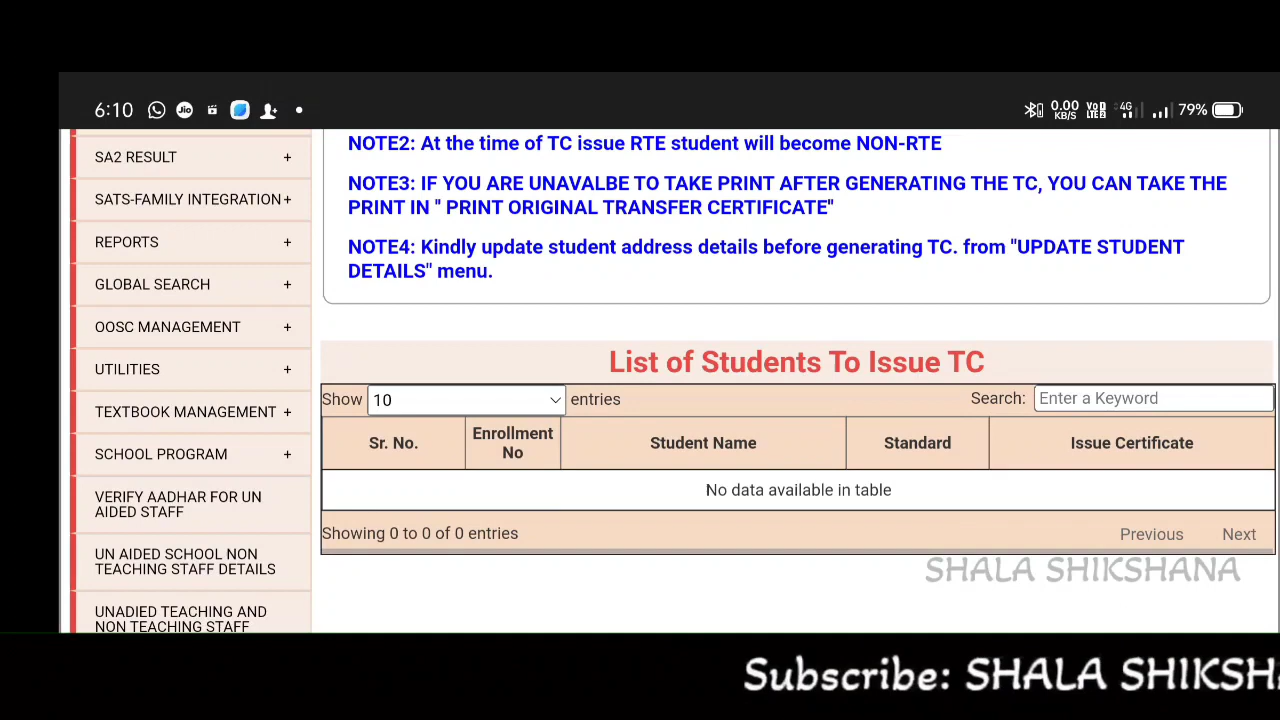 6:10 Jio 0.00 KB/S VoD LTE2 4G 79%
NOTE2: At the time of TC issue RTE student will become NON-RTE
NOTE3: IF YOU ARE UNAVALBE TO TAKE PRINT AFTER GENERATING THE TC, YOU CAN TAKE THE
PRINT IN " PRINT ORIGINAL TRANSFER CERTIFICATE"
NOTE4: Kindly update student address details before generating TC. from "UPDATE STUDENT
DETAILS" menu.
SA2 RESULT +
SATS-FAMILY INTEGRATION+
REPORTS +
GLOBAL SEARCH +
OOSC MANAGEMENT +
UTILITIES +
TEXTBOOK MANAGEMENT +
SCHOOL PROGRAM +
VERIFY AADHAR FOR UN
AIDED STAFF
UN AIDED SCHOOL NON
TEACHING STAFF DETAILS
UNADIED TEACHING AND
NON TEACHING STAFF
List of Students To Issue TC
Show 10 entries Search: Enter a Keyword
Sr. No. Enrollment No Student Name Standard Issue Certificate
No data available in table
Showing 0 to 0 of 0 entries Previous Next
SHALA SHIKSHANA
Subscribe: SHALA SHIKSHA